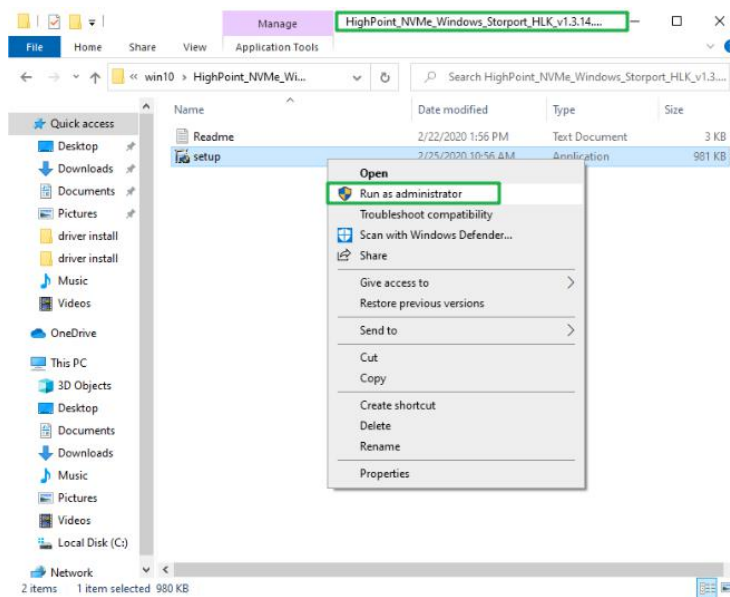 Manage
HighPoint_NVMe_Windows_Storport_HLK_v1.3.14....
File Home Share View Application Tools
« win10 > HighPoint_NVMe_Wi... Search HighPoint_NVMe_Windows_Storport_HLK_v1.3....
Name Date modified Type Size
Quick access
Readme 2/22/2020 1:56 PM Text Document 3 KB
Desktop
setup 2/25/2020 10:56 AM Application 981 KB
Downloads
Documents
Pictures
driver install
driver install
Music
Videos
OneDrive
This PC
3D Objects
Desktop
Documents
Downloads
Music
Pictures
Videos
Local Disk (C:)
Network
Open
Run as administrator
Troubleshoot compatibility
Scan with Windows Defender...
Share
Give access to
Restore previous versions
Send to
Cut
Copy
Create shortcut
Delete
Rename
Properties
2 items 1 item selected 980 KB